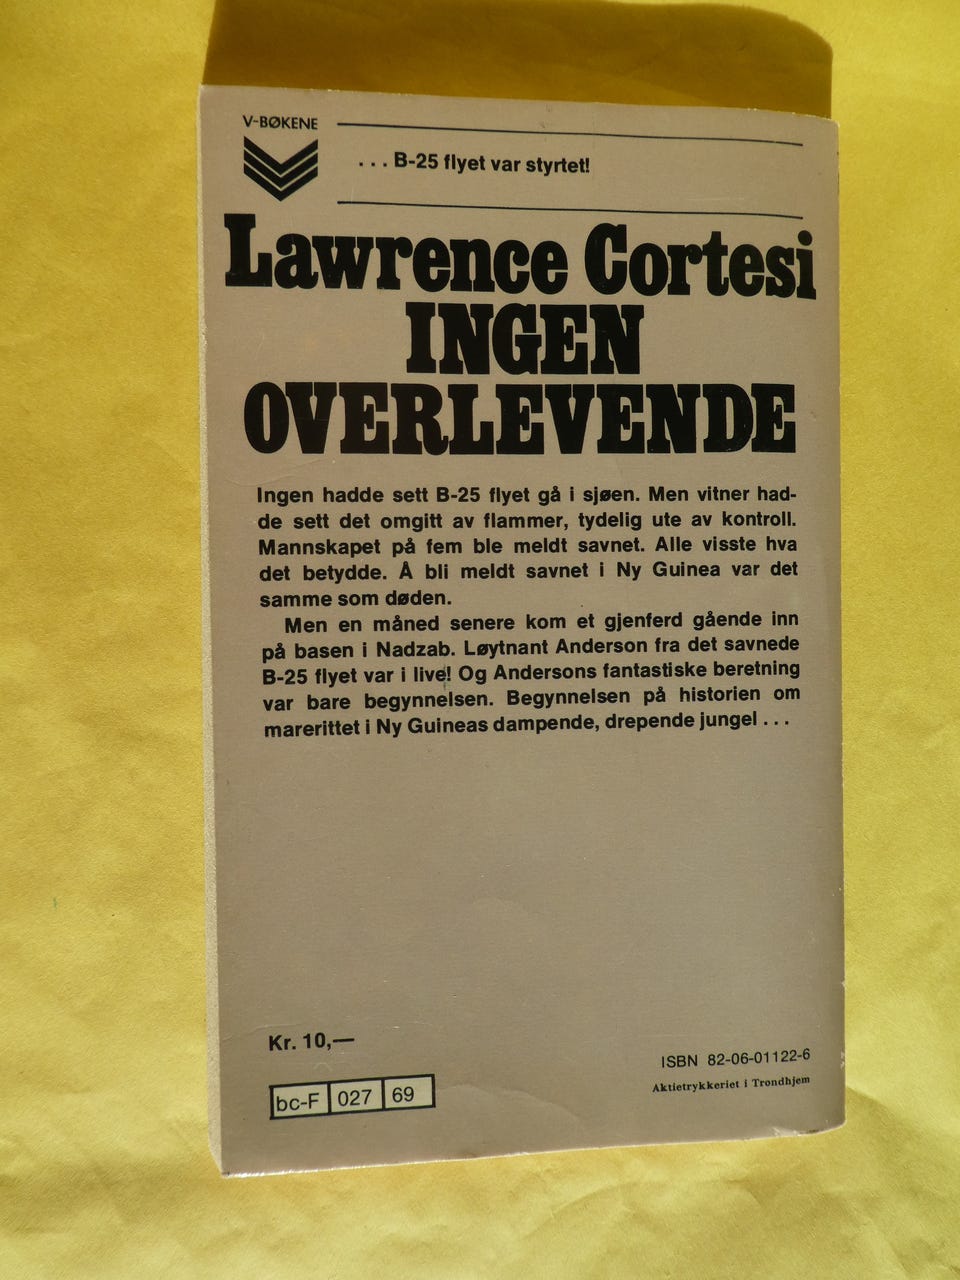 V-BØKENE
... B-25 flyet var styrtet!
Lawrence Cortesi
INGEN
OVERLEVENDE
Ingen hadde sett B-25 flyet gå i sjøen. Men vitner had-
de sett det omgitt av flammer, tydelig ute av kontroll.
Mannskapet på fem ble meldt savnet. Alle visste hva
det betydde. Å bli meldt savnet i Ny Guinea var det
samme som døden.
Men en måned senere kom et gjenferd gående inn
på basen i Nadzab. Løytnant Anderson fra det savnede
B-25 flyet var i live! Og Andersons fantastiske beretning
var bare begynnelsen. Begynnelsen på historien om
marerittet i Ny Guineas dampende, drepende jungel ...
Kr. 10,—
ISBN 82-06-01122-6
Aktietrykkeriet i Trondhjem
bc-F 027 69